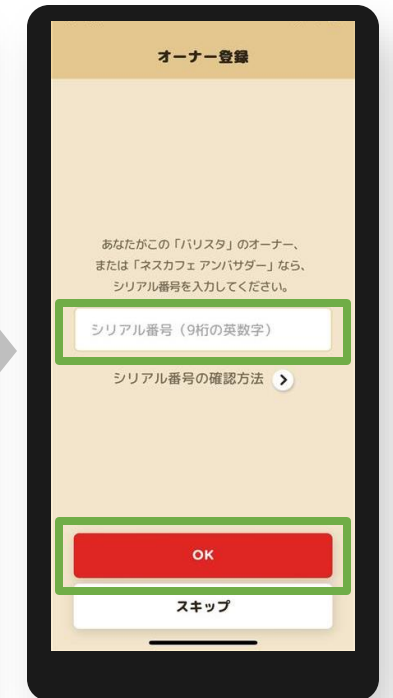 オーナー登録
あなたがこの「バリスタ」のオーナー、
または「ネスカフェ アンバサダー」なら、
シリアル番号を入力してください。
シリアル番号（9桁の英数字）
シリアル番号の確認方法
OK
スキップ